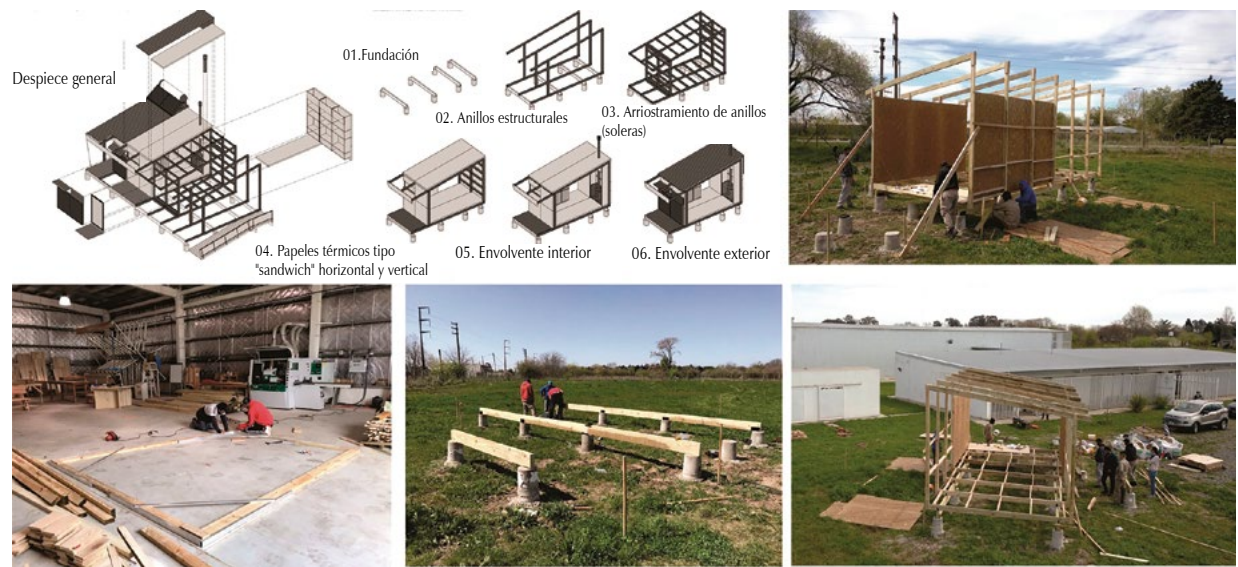 Despiece general
01.Fundación
02. Anillos estructurales
03. Arriostramiento de anillos
(soleras)
04. Papeles térmicos tipo
"sandwich" horizontal y vertical
05. Envolvente interior
06. Envolvente exterior